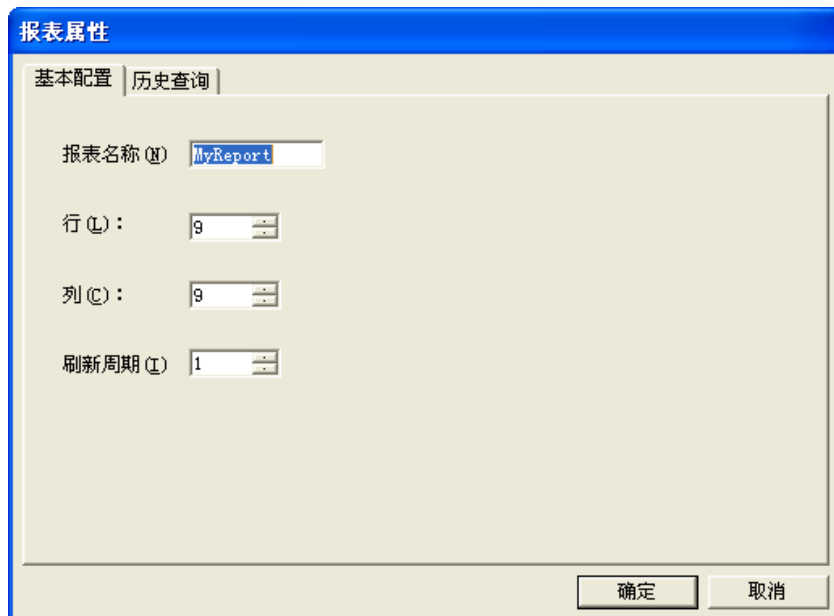 报表属性
基本配置 历史查询
报表名称(N) MyReport
行(L)： 9
列(C)： 9
刷新周期(I) 1
确定 取消